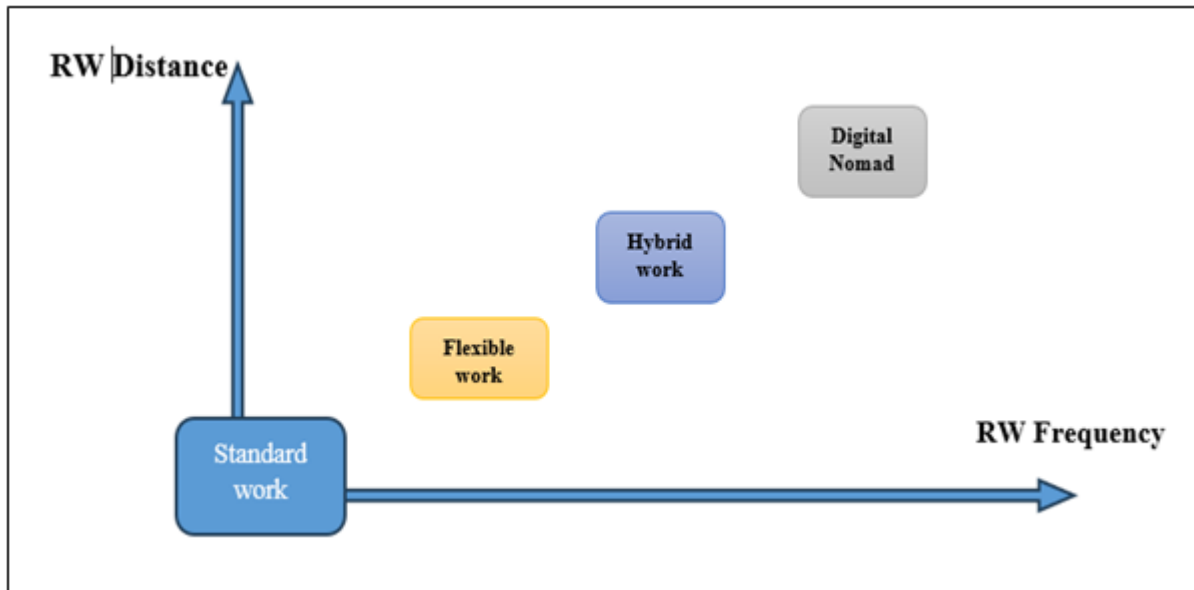 RW Distance
Digital
Nomad
Hybrid
work
Flexible
work
Standard
work
RW Frequency